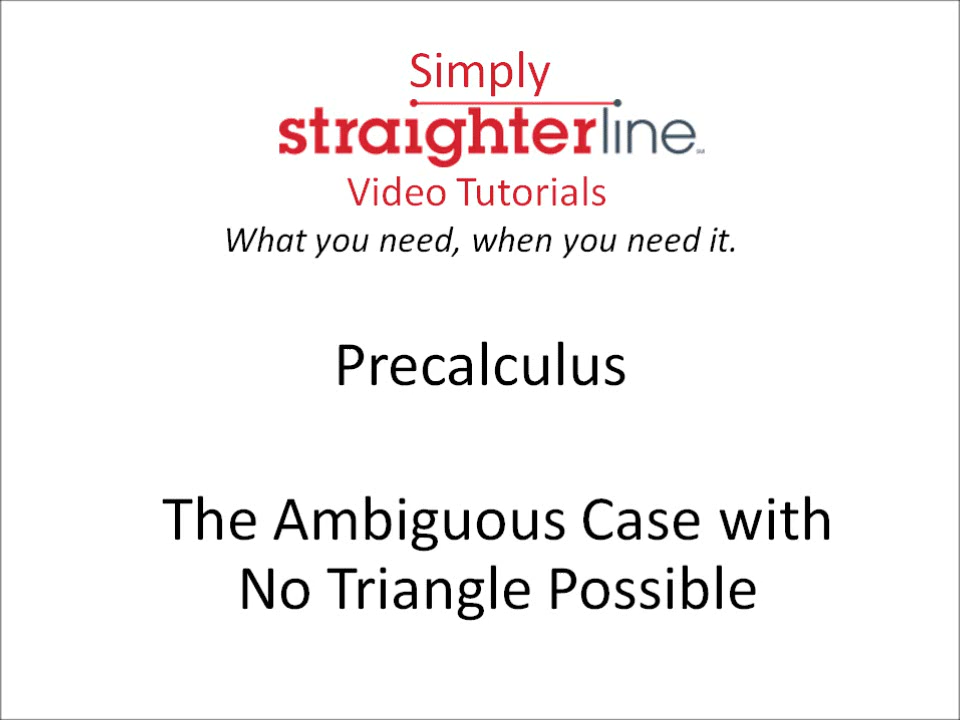 Simply
straighterline
Video Tutorials
What you need, when you need it.
Precalculus
The Ambiguous Case with
No Triangle Possible